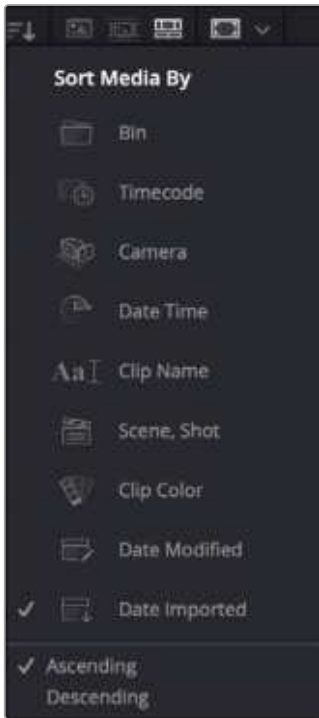 Sort Media By
Bin
Timecode
Camera
Date Time
Aa Clip Name
Scene, Shot
Clip Color
Date Modified
Date Imported
Ascending
Descending